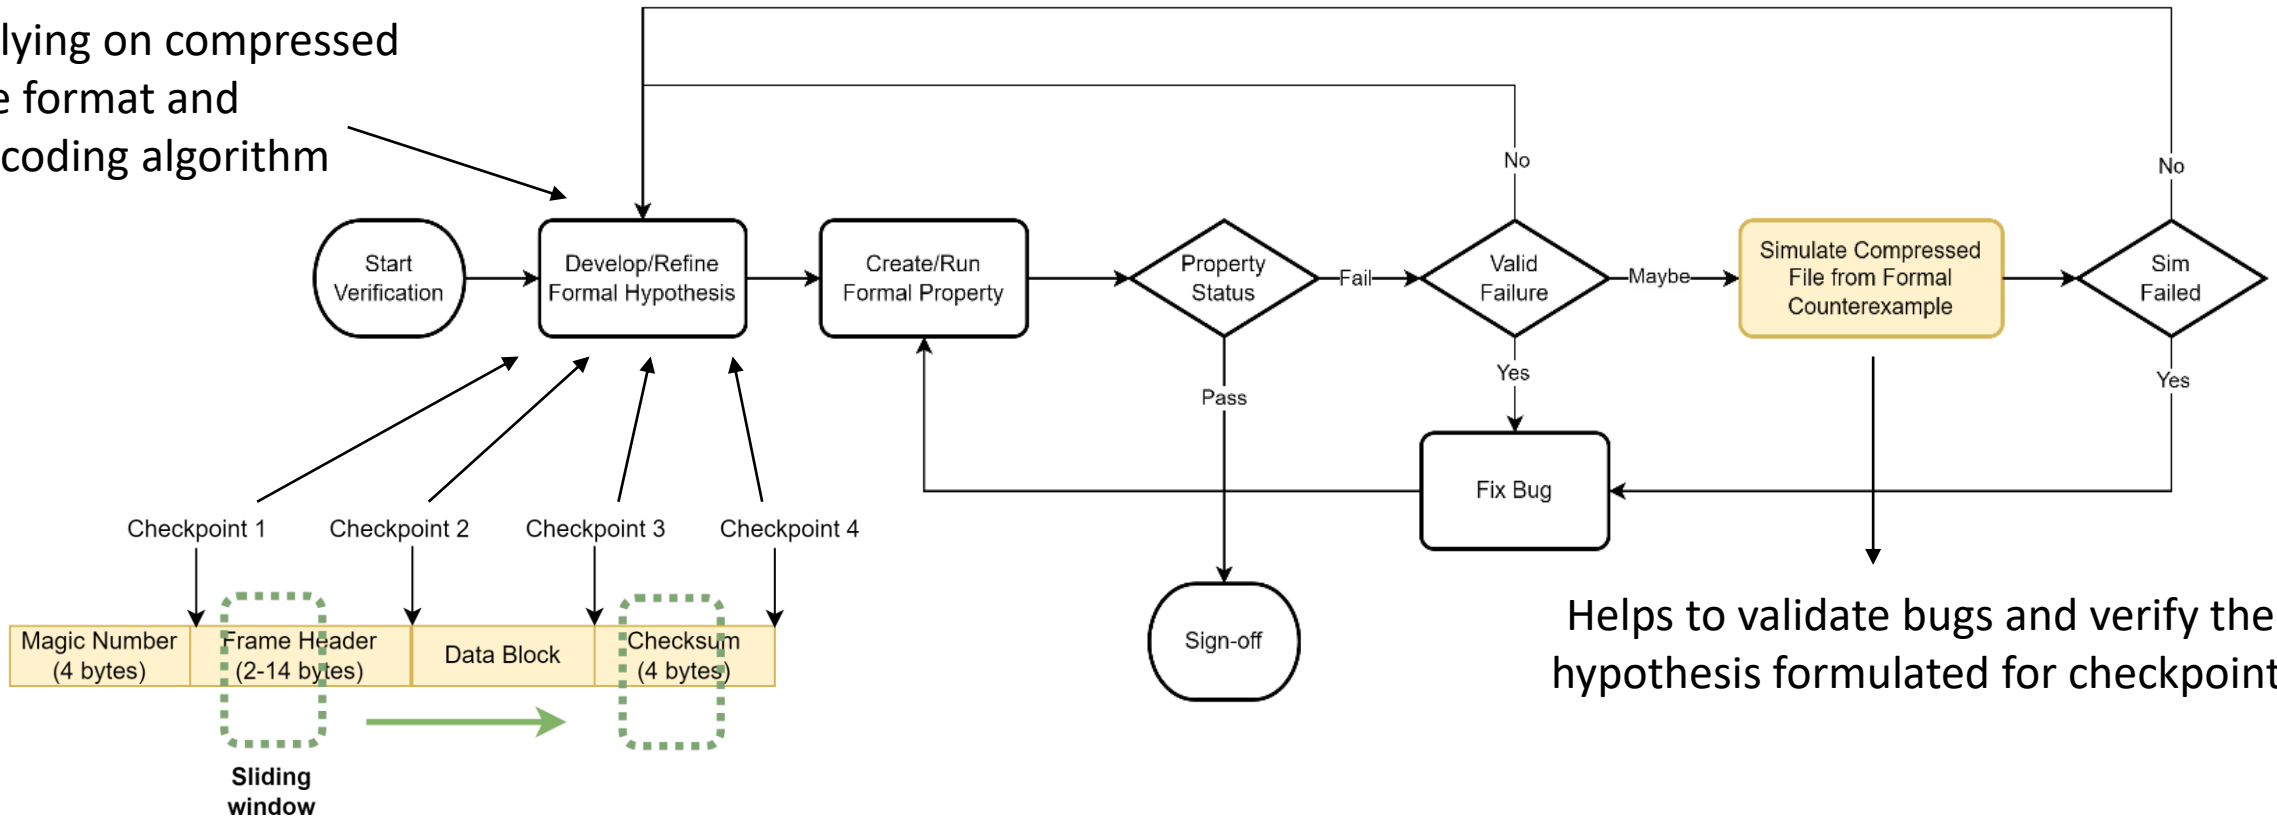 lying on compressed
e format and
coding algorithm
No
No
Start
Verification
Develop/Refine
Formal Hypothesis
Create/Run
Formal Property
Property
Status
Fail
Valid
Failure
Maybe
Simulate Compressed
File from Formal
Counterexample
Sim
Failed
Pass
Yes
Yes
Fix Bug
Checkpoint 1
Checkpoint 2
Checkpoint 3
Checkpoint 4
Magic Number
(4 bytes)
Frame Header
(2-14 bytes)
Data Block
Checksum
(4 bytes)
Sign-off
Helps to validate bugs and verify the
hypothesis formulated for checkpoint
Sliding
window